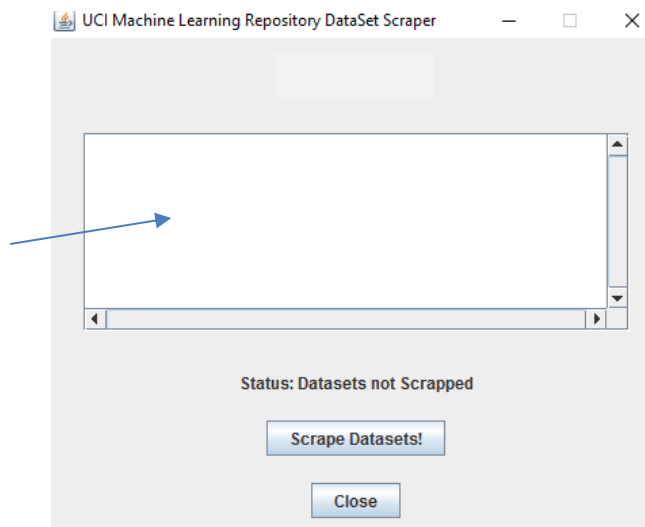 UCI Machine Learning Repository DataSet Scraper
Status: Datasets not Scrapped
Scrape Datasets!
Close